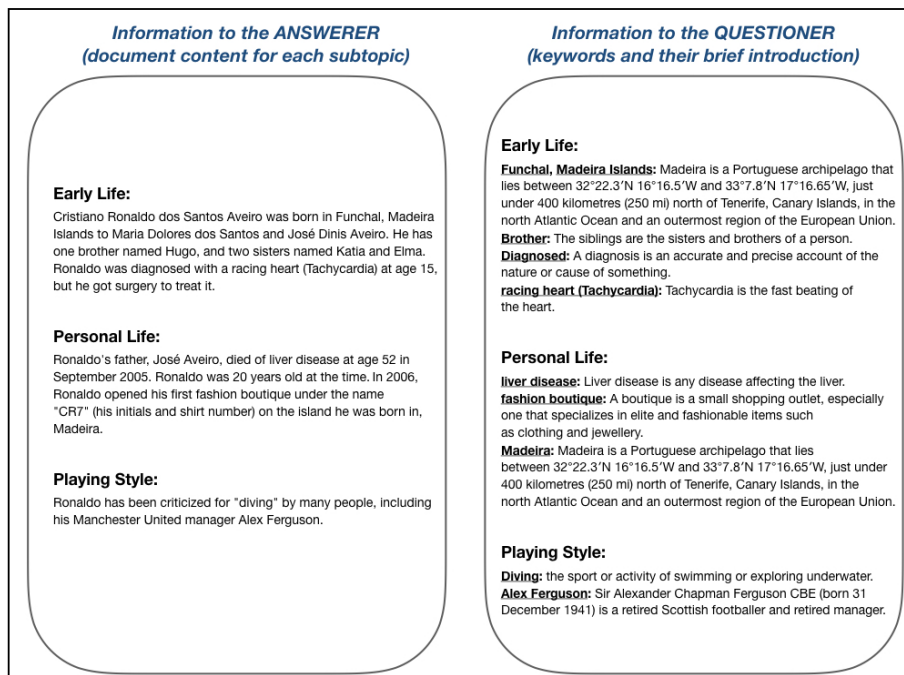 Information to the ANSWERER
(document content for each subtopic)
Early Life:
Cristiano Ronaldo dos Santos Aveiro was born in Funchal, Madeira
Islands to Maria Dolores dos Santos and José Dinis Aveiro. He has
one brother named Hugo, and two sisters named Katia and Elma.
Ronaldo was diagnosed with a racing heart (Tachycardia) at age 15,
but he got surgery to treat it.
Personal Life:
Ronaldo's father, José Aveiro, died of liver disease at age 52 in
September 2005. Ronaldo was 20 years old at the time. In 2006,
Ronaldo opened his first fashion boutique under the name
"CR7" (his initials and shirt number) on the island he was born in,
Madeira.
Playing Style:
Ronaldo has been criticized for "diving" by many people, including
his Manchester United manager Alex Ferguson.
Information to the QUESTIONER
(keywords and their brief introduction)
Early Life:
Funchal, Madeira Islands: Madeira is a Portuguese archipelago that
lies between 32°22.3′N 16°16.5′W and 33°7.8′N 17°16.65′W, just
under 400 kilometres (250 mi) north of Tenerife, Canary Islands, in the
north Atlantic Ocean and an outermost region of the European Union.
Brother: The siblings are the sisters and brothers of a person.
Diagnosed: A diagnosis is an accurate and precise account of the
nature or cause of something.
racing heart (Tachycardia): Tachycardia is the fast beating of
the heart.
Personal Life:
liver disease: Liver disease is any disease affecting the liver.
fashion boutique: A boutique is a small shopping outlet, especially
one that specializes in elite and fashionable items such
as clothing and jewellery.
Madeira: Madeira is a Portuguese archipelago that lies
between 32°22.3′N 16°16.5′W and 33°7.8′N 17°16.65′W, just under
400 kilometres (250 mi) north of Tenerife, Canary Islands, in the
north Atlantic Ocean and an outermost region of the European Union.
Playing Style:
Diving: the sport or activity of swimming or exploring underwater.
Alex Ferguson: Sir Alexander Chapman Ferguson CBE (born 31
December 1941) is a retired Scottish footballer and retired manager.